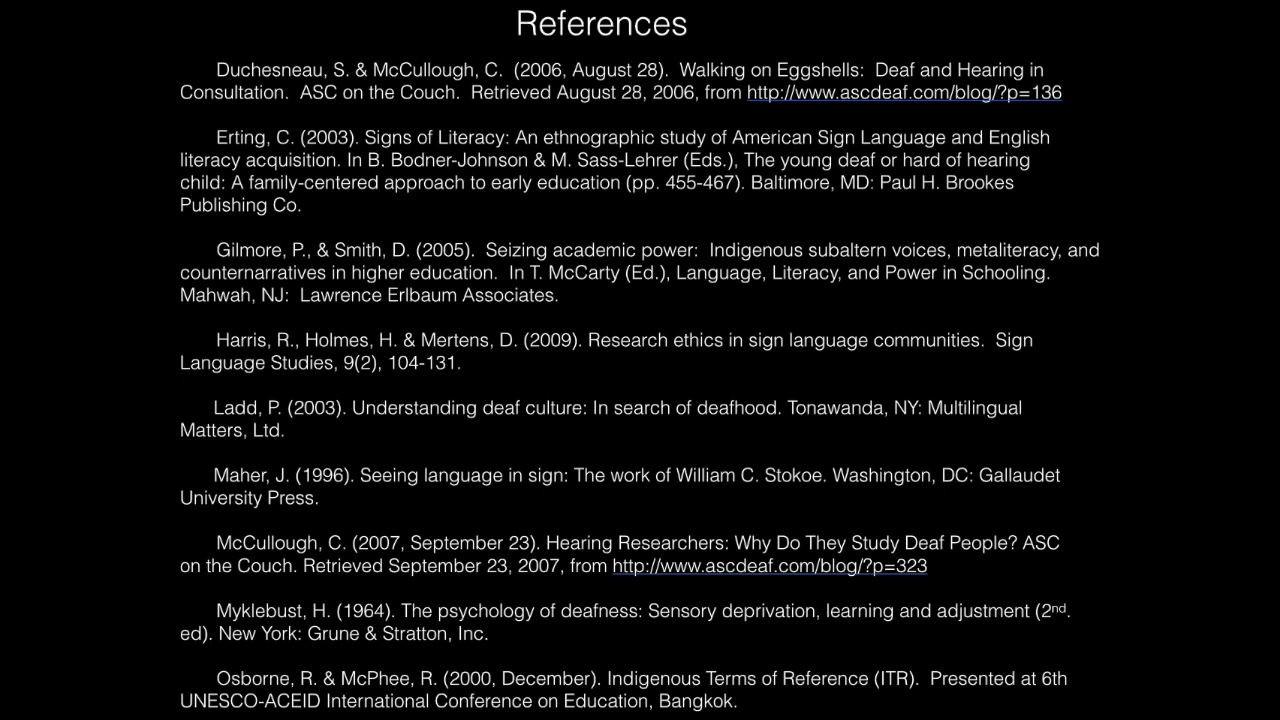 References
Duchesneau, S. & McCullough, C.  (2006, August 28).  Walking on Eggshells:  Deaf and Hearing in
Consultation.  ASC on the Couch.  Retrieved August 28, 2006, from http://www.ascdeaf.com/blog/?p=136
Erting, C. (2003). Signs of Literacy: An ethnographic study of American Sign Language and English
literacy acquisition. In B. Bodner-Johnson & M. Sass-Lehrer (Eds.), The young deaf or hard of hearing
child: A family-centered approach to early education (pp. 455-467). Baltimore, MD: Paul H. Brookes
Publishing Co.
Gilmore, P., & Smith, D. (2005).  Seizing academic power:  Indigenous subaltern voices, metaliteracy, and
counternarratives in higher education.  In T. McCarty (Ed.), Language, Literacy, and Power in Schooling.
Mahwah, NJ:  Lawrence Erlbaum Associates.
Harris, R., Holmes, H. & Mertens, D. (2009). Research ethics in sign language communities.  Sign
Language Studies, 9(2), 104-131.
Ladd, P. (2003). Understanding deaf culture: In search of deafhood. Tonawanda, NY: Multilingual
Matters, Ltd.
Maher, J. (1996). Seeing language in sign: The work of William C. Stokoe. Washington, DC: Gallaudet
University Press.
McCullough, C. (2007, September 23). Hearing Researchers: Why Do They Study Deaf People? ASC
on the Couch. Retrieved September 23, 2007, from http://www.ascdeaf.com/blog/?p=323
Myklebust, H. (1964). The psychology of deafness: Sensory deprivation, learning and adjustment (2nd.
ed). New York: Grune & Stratton, Inc.
Osborne, R. & McPhee, R. (2000, December). Indigenous Terms of Reference (ITR).  Presented at 6th
UNESCO-ACEID International Conference on Education, Bangkok.